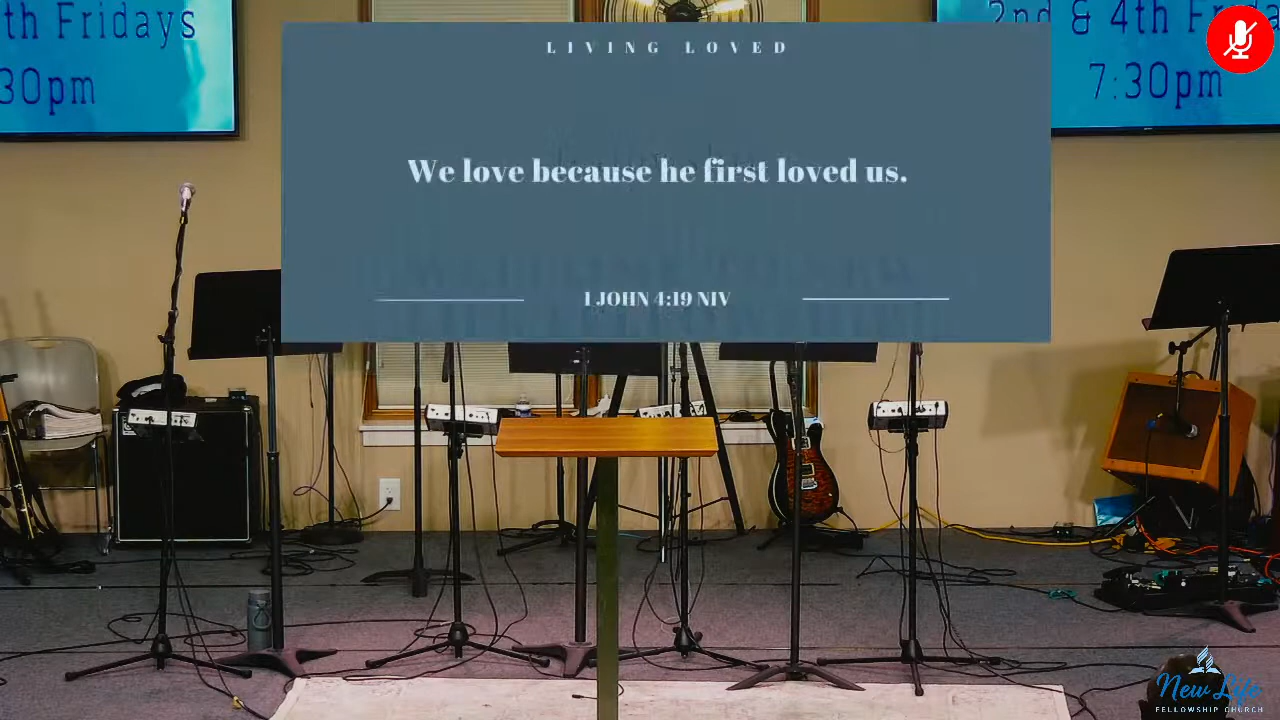 th Fridays
30pm
LIVING LOVED
We love because he first loved us.
1 JOHN 4:19 NIV
2nd & 4th Fr
7:30pm
New Life
FELLOWSHIP CHURCH